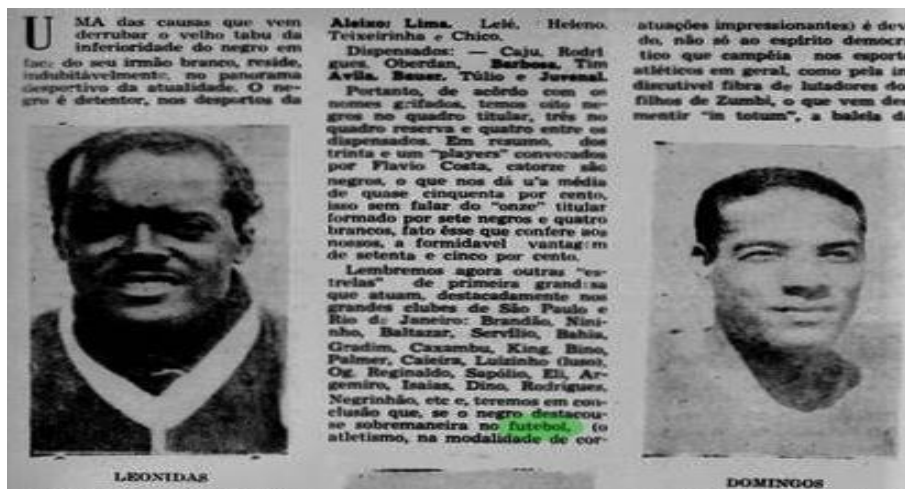 UMA das causas que vem
derrubar o velho tabu da
inferioridade do negro em
face do seu irmão branco, reside,
indubitàvelmente, no panorama
desportivo da atualidade. O ne-
gro é detentor, nos desportos da
LEONIDAS
Aleixo: Lima, Lelé, Heleno,
Teixeirinha e Chico.
Dispensados: — Caju, Rodri
gues, Oberdan, Barbosa, Tim
Avila, Bauer, Túlio e Juvenal.
Portanto, de acôrdo com os
nomes grifados, temos oito ne-
gros no quadro titular, três no
quadro reserva e quatro entre os
dispensados. Em resumo, dos
trinta e um "players" convocados
por Flavio Costa, catorze são
negros, o que nos dá u'a média
de quase cinquenta por cento,
isso sem falar do "onze" titular
formado por sete negros e quatro
brancos, fato êsse que confere aos
nossos, a formidavel vantagem
de setenta e cinco por cento.
Lembremos agora outras "es-
trelas" de primeira grandesa
que atuam, destacadamente nos
grandes clubes de São Paulo e
Rio de Janeiro: Brandão, Nini-
nho, Baltazar, Servilio, Bahia,
Gradim, Caxambu, King, Bino,
Palmer, Caieira, Luizinho (luso),
Og, Reginaldo, Sapólio, Eli, Ar-
gemiro, Isaias, Dino, Rodrigues,
Negrinhão, etc e, teremos em con-
clusão que, se o negro destacou-
se sobremaneira no futebol, (o
atletismo, na modalidade de cor-
atuações impressionantes) é devi
do, não só ao espírito democrá
tico que campêia nos esporte
atléticos em geral, como pela in
discutivel fibra de lutadores do
filhos de Zumbi, o que vem des
mentir "in totum", a balela da
DOMINGOS